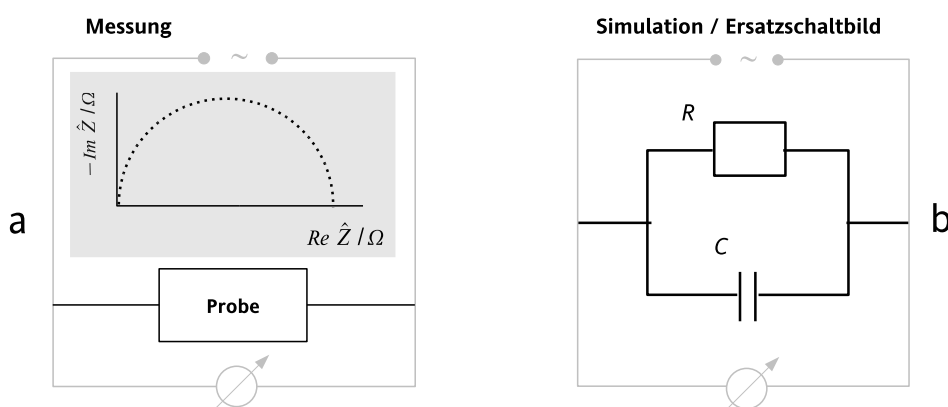 Messung
Simulation / Ersatzschaltbild
~
~
− Im Ẑ / Ω
Re Ẑ / Ω
Probe
a
R
C
b